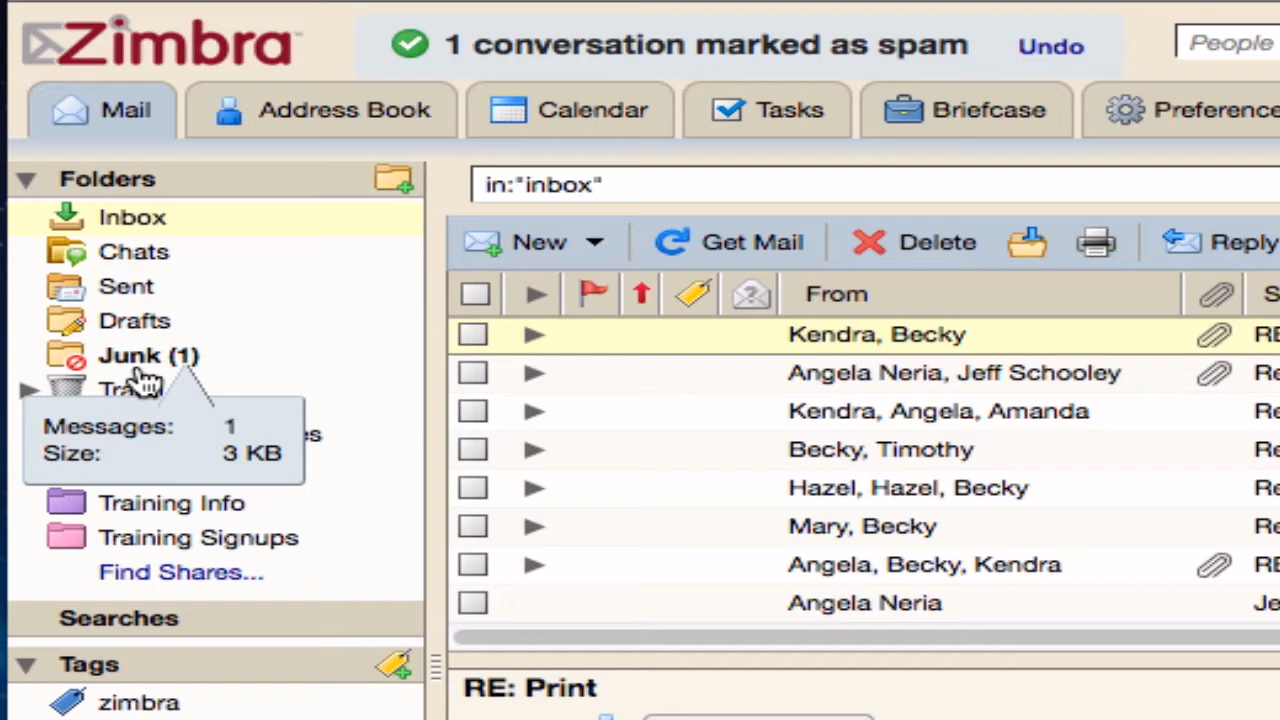 Zimbra
1 conversation marked as spam Undo
People
Mail Address Book Calendar Tasks Briefcase Preference
Folders
in:"inbox"
Inbox
Chats
Sent
Drafts
Junk (1)
Messages: 1
Size: 3 KB
Training Info
Training Signups
Find Shares...
Searches
Tags
zimbra
New Get Mail Delete Reply
From S
Kendra, Becky RE
Angela Neria, Jeff Schooley Re
Kendra, Angela, Amanda Re
Becky, Timothy Re
Hazel, Hazel, Becky Re
Mary, Becky Re
Angela, Becky, Kendra RE
Angela Neria Je
RE: Print